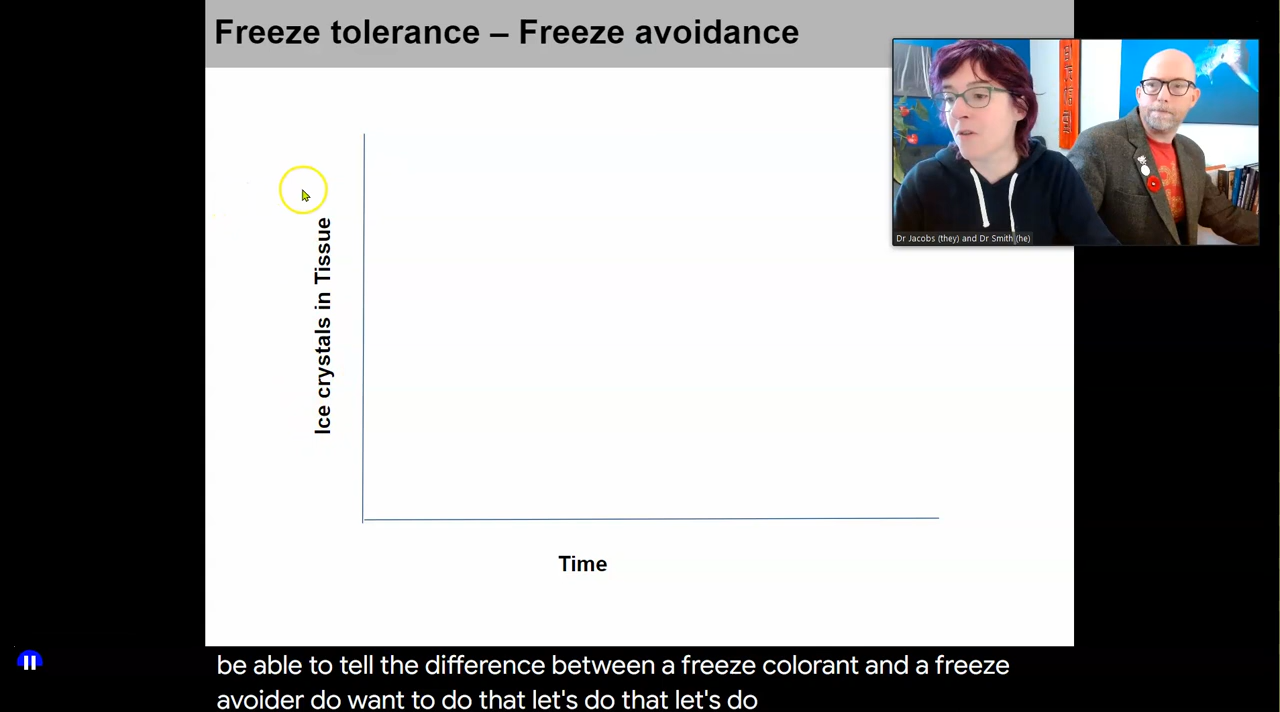 Freeze tolerance – Freeze avoidance
Dr Jacobs (they) and Dr Smith (he)
Ice crystals in Tissue
Time
be able to tell the difference between a freeze colorant and a freeze
avoider do want to do that let's do that let's do